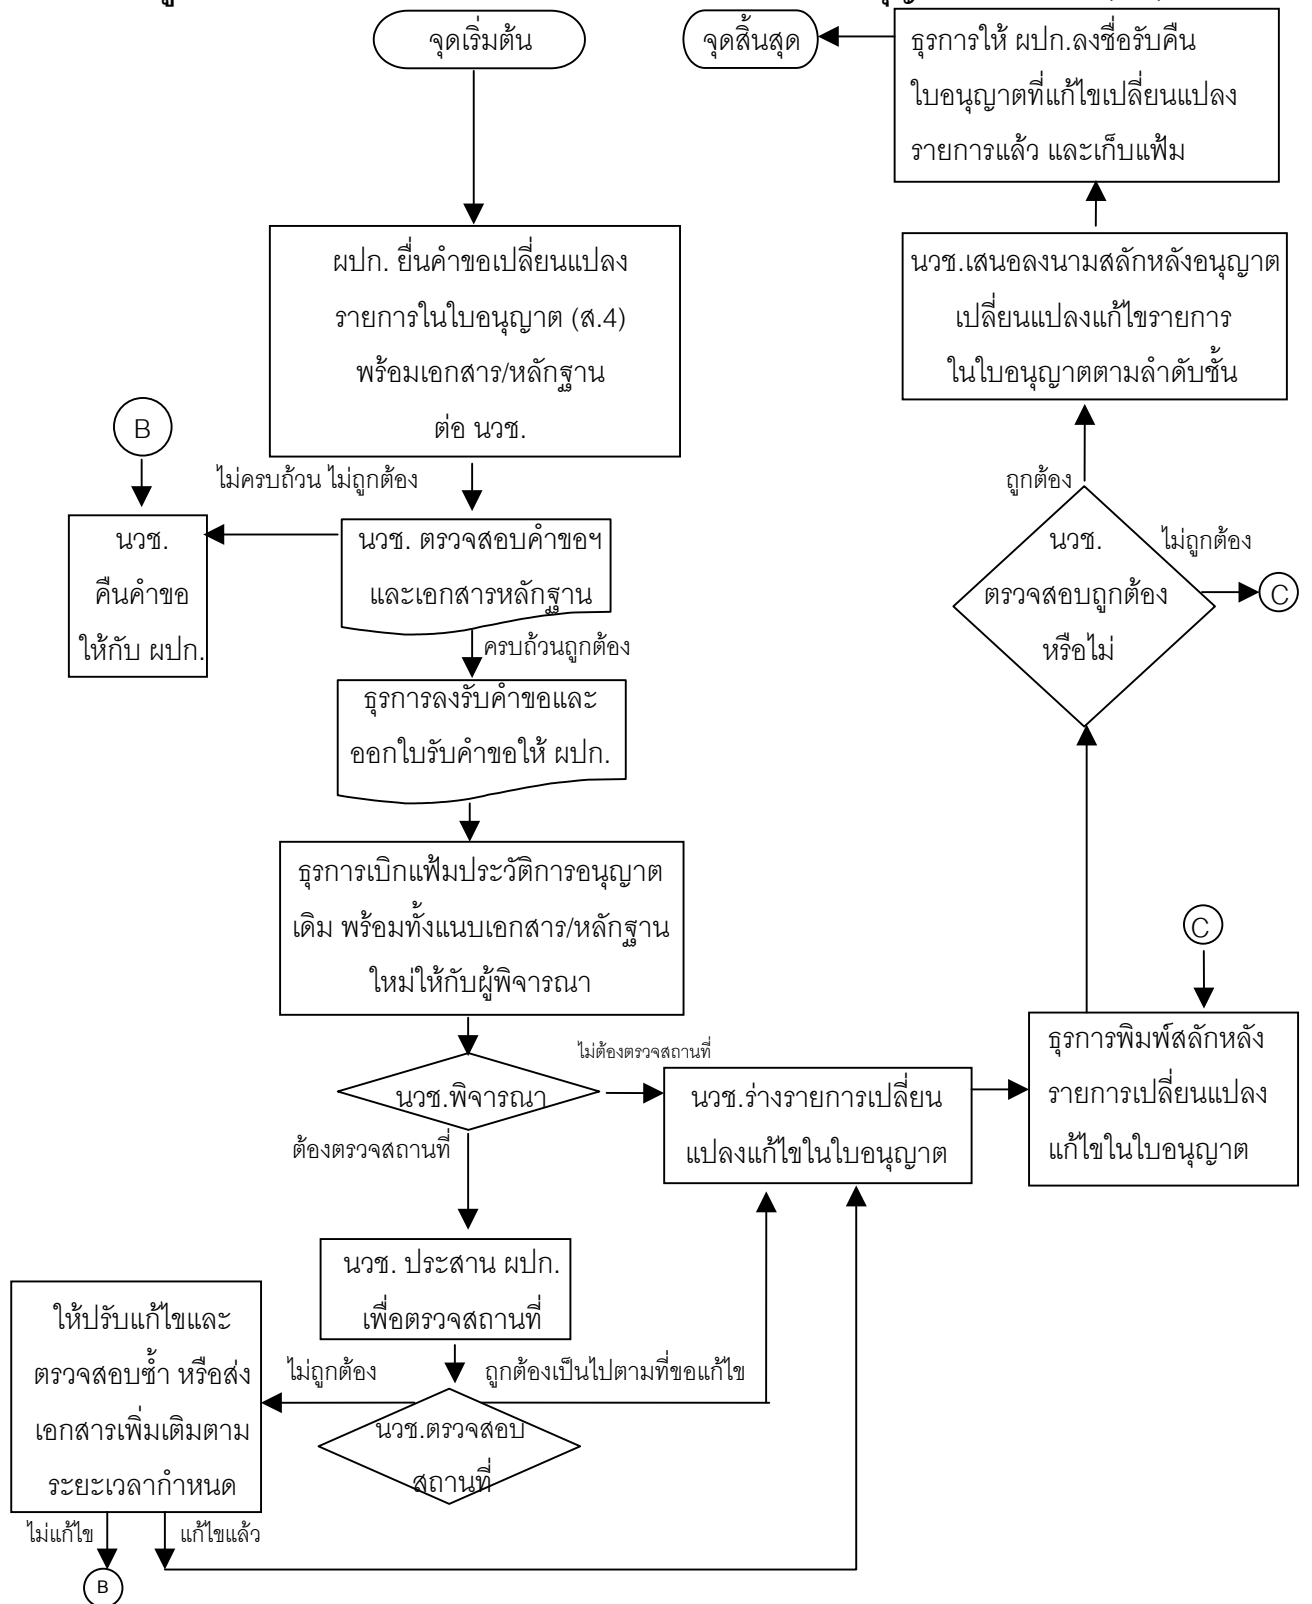 จุดเริ่มต้น
ผปก. ยื่นคำขอเปลี่ยนแปลง
รายการในใบอนุญาต (ส.4)
พร้อมเอกสาร/หลักฐาน
ต่อ นวช.
B
ไม่ครบถ้วน ไม่ถูกต้อง
นวช.
คืนคำขอ
ให้กับ ผปก.
นวช. ตรวจสอบคำขอฯ
และเอกสารหลักฐาน
ครบถ้วนถูกต้อง
ธุรการลงรับคำขอและ
ออกใบรับคำขอให้ ผปก.
ธุรการเบิกแฟ้มประวัติการอนุญาต
เดิม พร้อมทั้งแนบเอกสาร/หลักฐาน
ใหม่ให้กับผู้พิจารณา
นวช.พิจารณา
ไม่ต้องตรวจสถานที่
ต้องตรวจสถานที่
นวช. ประสาน ผปก.
เพื่อตรวจสถานที่
นวช.ตรวจสอบ
สถานที่
ไม่ถูกต้อง
ถูกต้องเป็นไปตามที่ขอแก้ไข
ให้ปรับแก้ไขและ
ตรวจสอบซ้ำ หรือส่ง
เอกสารเพิ่มเติมตาม
ระยะเวลากำหนด
ไม่แก้ไข
แก้ไขแล้ว
B
นวช.ร่างรายการเปลี่ยน
แปลงแก้ไขในใบอนุญาต
C
ธุรการพิมพ์สลักหลัง
รายการเปลี่ยนแปลง
แก้ไขในใบอนุญาต
นวช.
ตรวจสอบถูกต้อง
หรือไม่
ไม่ถูกต้อง
C
ถูกต้อง
นวช.เสนอลงนามสลักหลังอนุญาต
เปลี่ยนแปลงแก้ไขรายการ
ในใบอนุญาตตามลำดับชั้น
ธุรการให้ ผปก.ลงชื่อรับคืน
ใบอนุญาตที่แก้ไขเปลี่ยนแปลง
รายการแล้ว และเก็บแฟ้ม
จุดสิ้นสุด